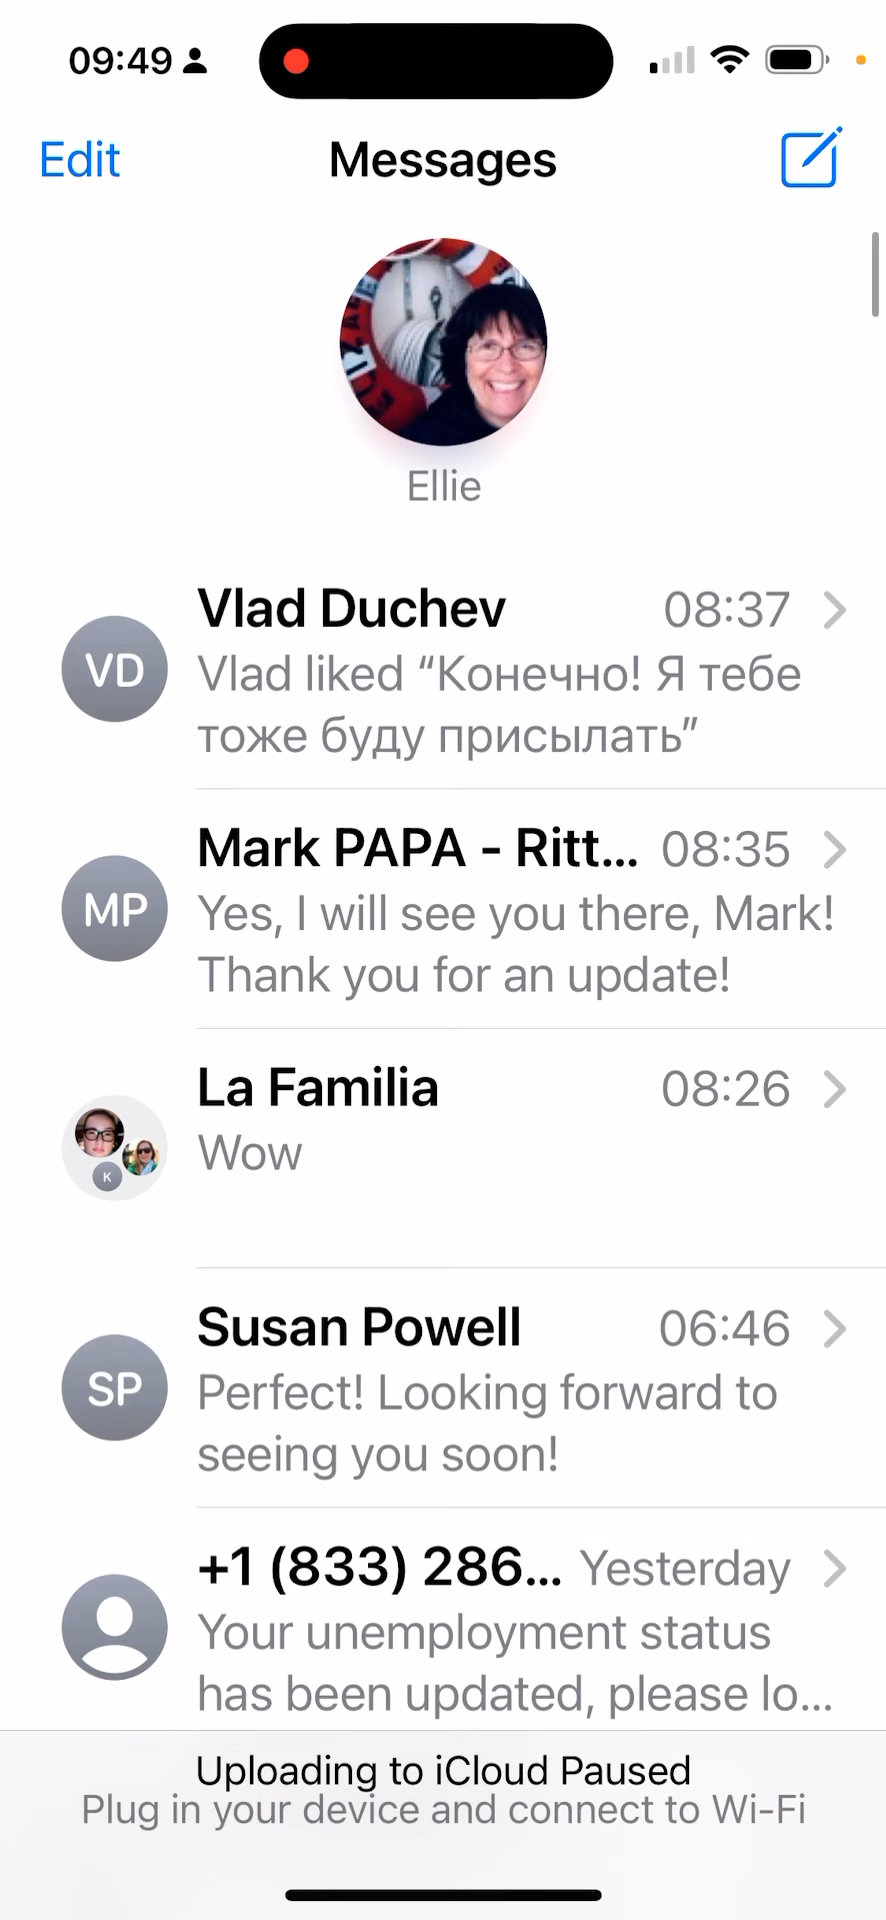 09:49
Edit
Messages
Ellie
VD
Vlad Duchev
08:37
Vlad liked “Конечно! Я тебе
тоже буду присылать”
MP
Mark PAPA - Ritt...
08:35
Yes, I will see you there, Mark!
Thank you for an update!
K
La Familia
08:26
Wow
SP
Susan Powell
06:46
Perfect! Looking forward to
seeing you soon!
+1 (833) 286...
Yesterday
Your unemployment status
has been updated, please lo...
Uploading to iCloud Paused
Plug in your device and connect to Wi-Fi